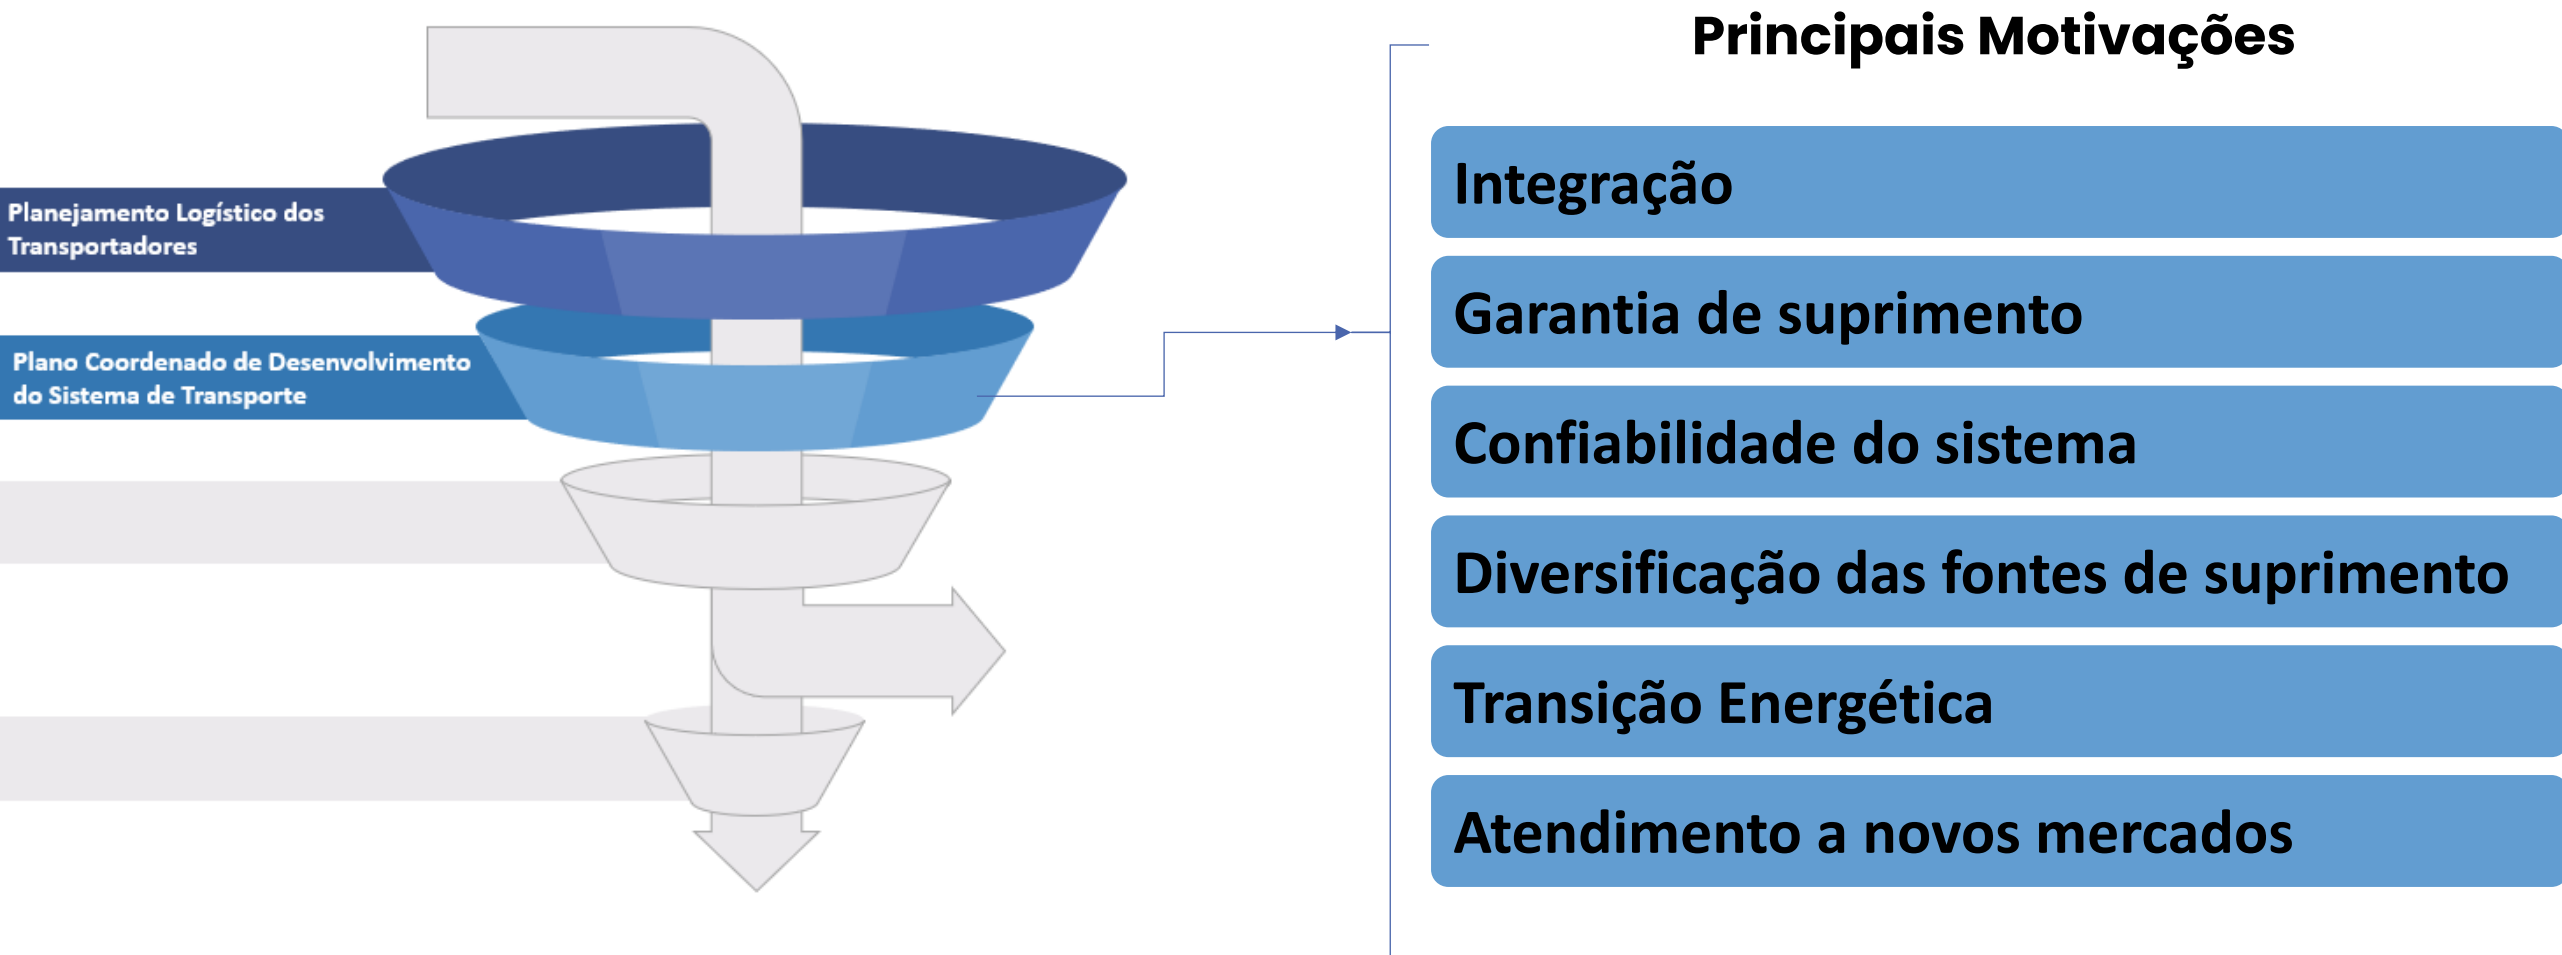 Principais Motivações
Planejamento Logístico dos
Transportadores
Plano Coordenado de Desenvolvimento
do Sistema de Transporte
Integração
Garantia de suprimento
Confiabilidade do sistema
Diversificação das fontes de suprimento
Transição Energética
Atendimento a novos mercados